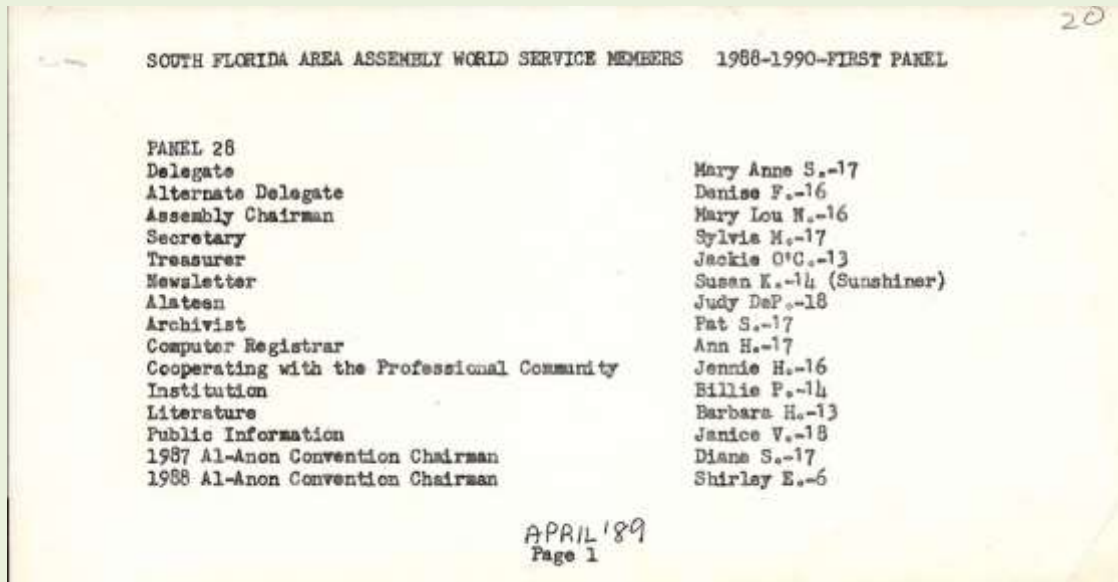 20
SOUTH FLORIDA AREA ASSEMBLY WORLD SERVICE MEMBERS 1988-1990-FIRST PANEL
PANEL 28
Delegate Mary Anne S.-17
Alternate Delegate Denise F.-16
Assembly Chairman Mary Lou N.-16
Secretary Sylvia M.-17
Treasurer Jackie O'C.-13
Newsletter Susan K.-14 (Sunshiner)
Alateen Judy DeP.-18
Archivist Pat S.-17
Computer Registrar Ann H.-17
Cooperating with the Professional Community Jennie H.-16
Institution Billie P.-14
Literature Barbara H.-13
Public Information Janice V.-18
1987 Al-Anon Convention Chairman Diane S.-17
1988 Al-Anon Convention Chairman Shirley E.-6
APRIL '89
Page 1